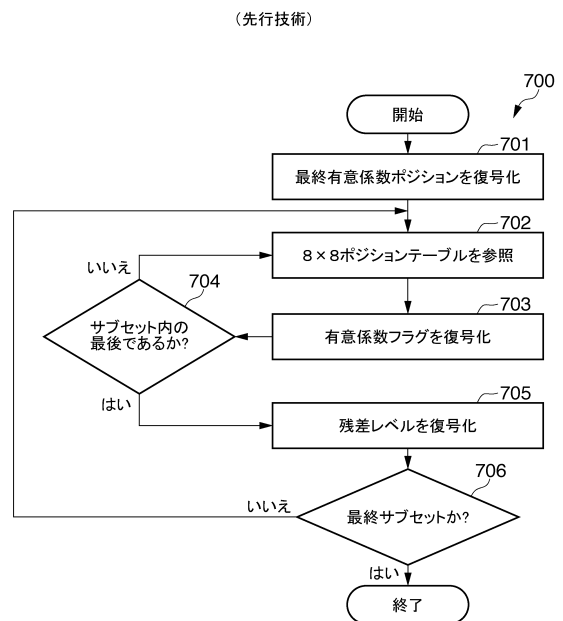 (先行技術)
700
開始
701
最終有意係数ポジションを復号化
702
8×8ポジションテーブルを参照
いいえ
704
703
サブセット内の
最後であるか?
有意係数フラグを復号化
はい
705
残差レベルを復号化
706
いいえ
最終サブセットか?
はい
終了